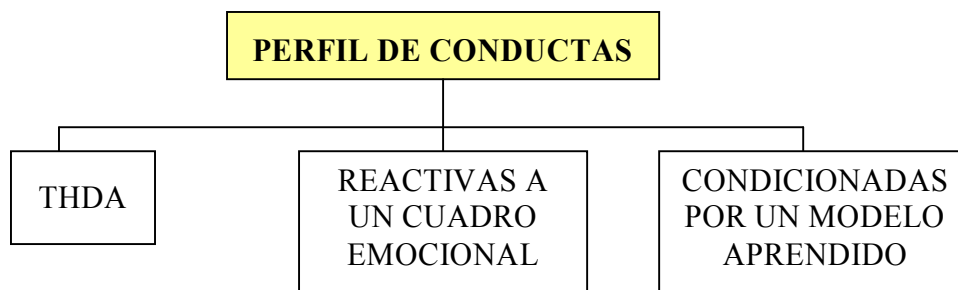 PERFIL DE CONDUCTAS
THDA
REACTIVAS A
UN CUADRO
EMOCIONAL
CONDICIONADAS
POR UN MODELO
APRENDIDO